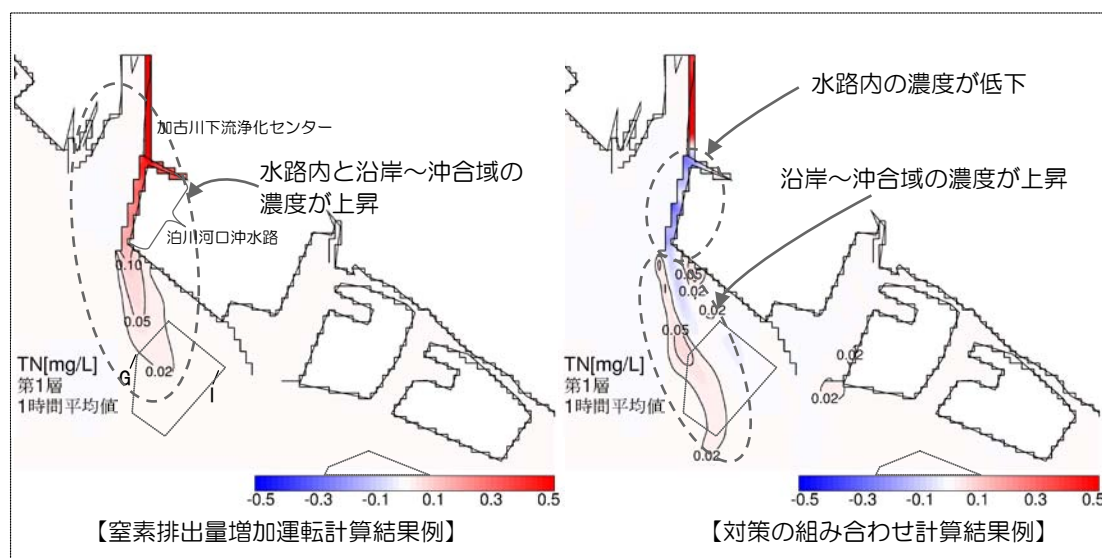 加古川下流浄化センター
水路内と沿岸～沖合域の
濃度が上昇
泊川河口沖水路
0.10
0.05
0.02
G
I
TN[mg/L]
第1層
1時間平均値
-0.5 -0.3 -0.1 0.1 0.3 0.5
【窒素排出量増加運転計算結果例】
水路内の濃度が低下
沿岸～沖合域の濃度が上昇
0.05
0.02
0.02
0.05
0.02
0.02
0.02
TN[mg/L]
第1層
1時間平均値
-0.5 -0.3 -0.1 0.1 0.3 0.5
【対策の組み合わせ計算結果例】